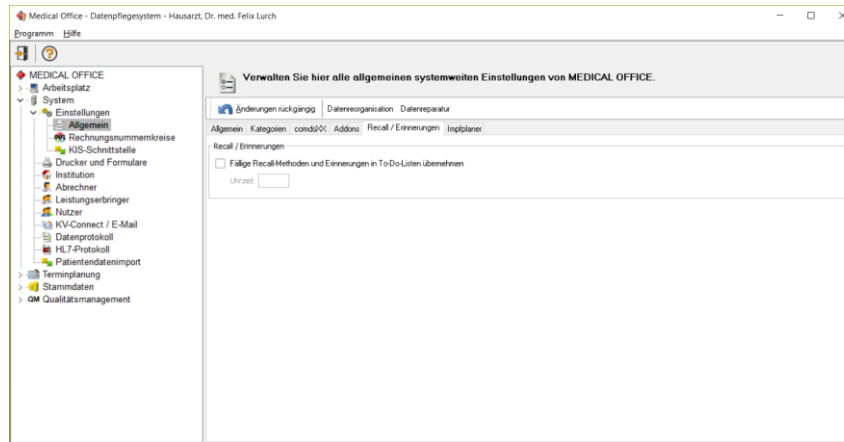 Medical Office - Datenpflegesystem - Hausarzt, Dr. med. Felix Lurch
Programm Hilfe
MEDICAL OFFICE
Arbeitsplatz
System
Einstellungen
Allgemein
Rechnungsnummernkreise
KIS-Schnittstelle
Drucker und Formulare
Institution
Abrechner
Leistungserbringer
Nutzer
KV-Connect / E-Mail
Datenprotokoll
HL7-Protokoll
Patientendatenimport
Terminplanung
Stammdaten
QM Qualitätsmanagement
Verwalten Sie hier alle allgemeinen systemweiten Einstellungen von MEDICAL OFFICE.
Änderungen rückgängig Datenreorganisation Datenreparatur
Allgemein Kategorien comdoXX Addons Recall / Erinnerungen Impfplaner
Recall / Erinnerungen
Fällige Recall-Methoden und Erinnerungen in To-Do-Listen übernehmen
Uhrzeit